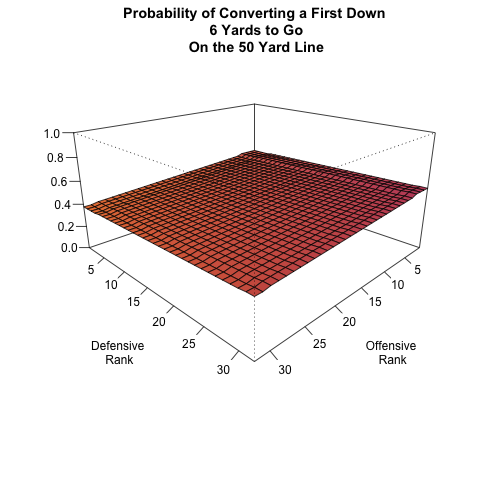 Probability of Converting a First Down
6 Yards to Go
On the 50 Yard Line
1.0
0.8
0.6
0.4
0.2
0.0
5
10
15
20
25
30
Defensive
Rank
5
10
15
20
25
30
Offensive
Rank